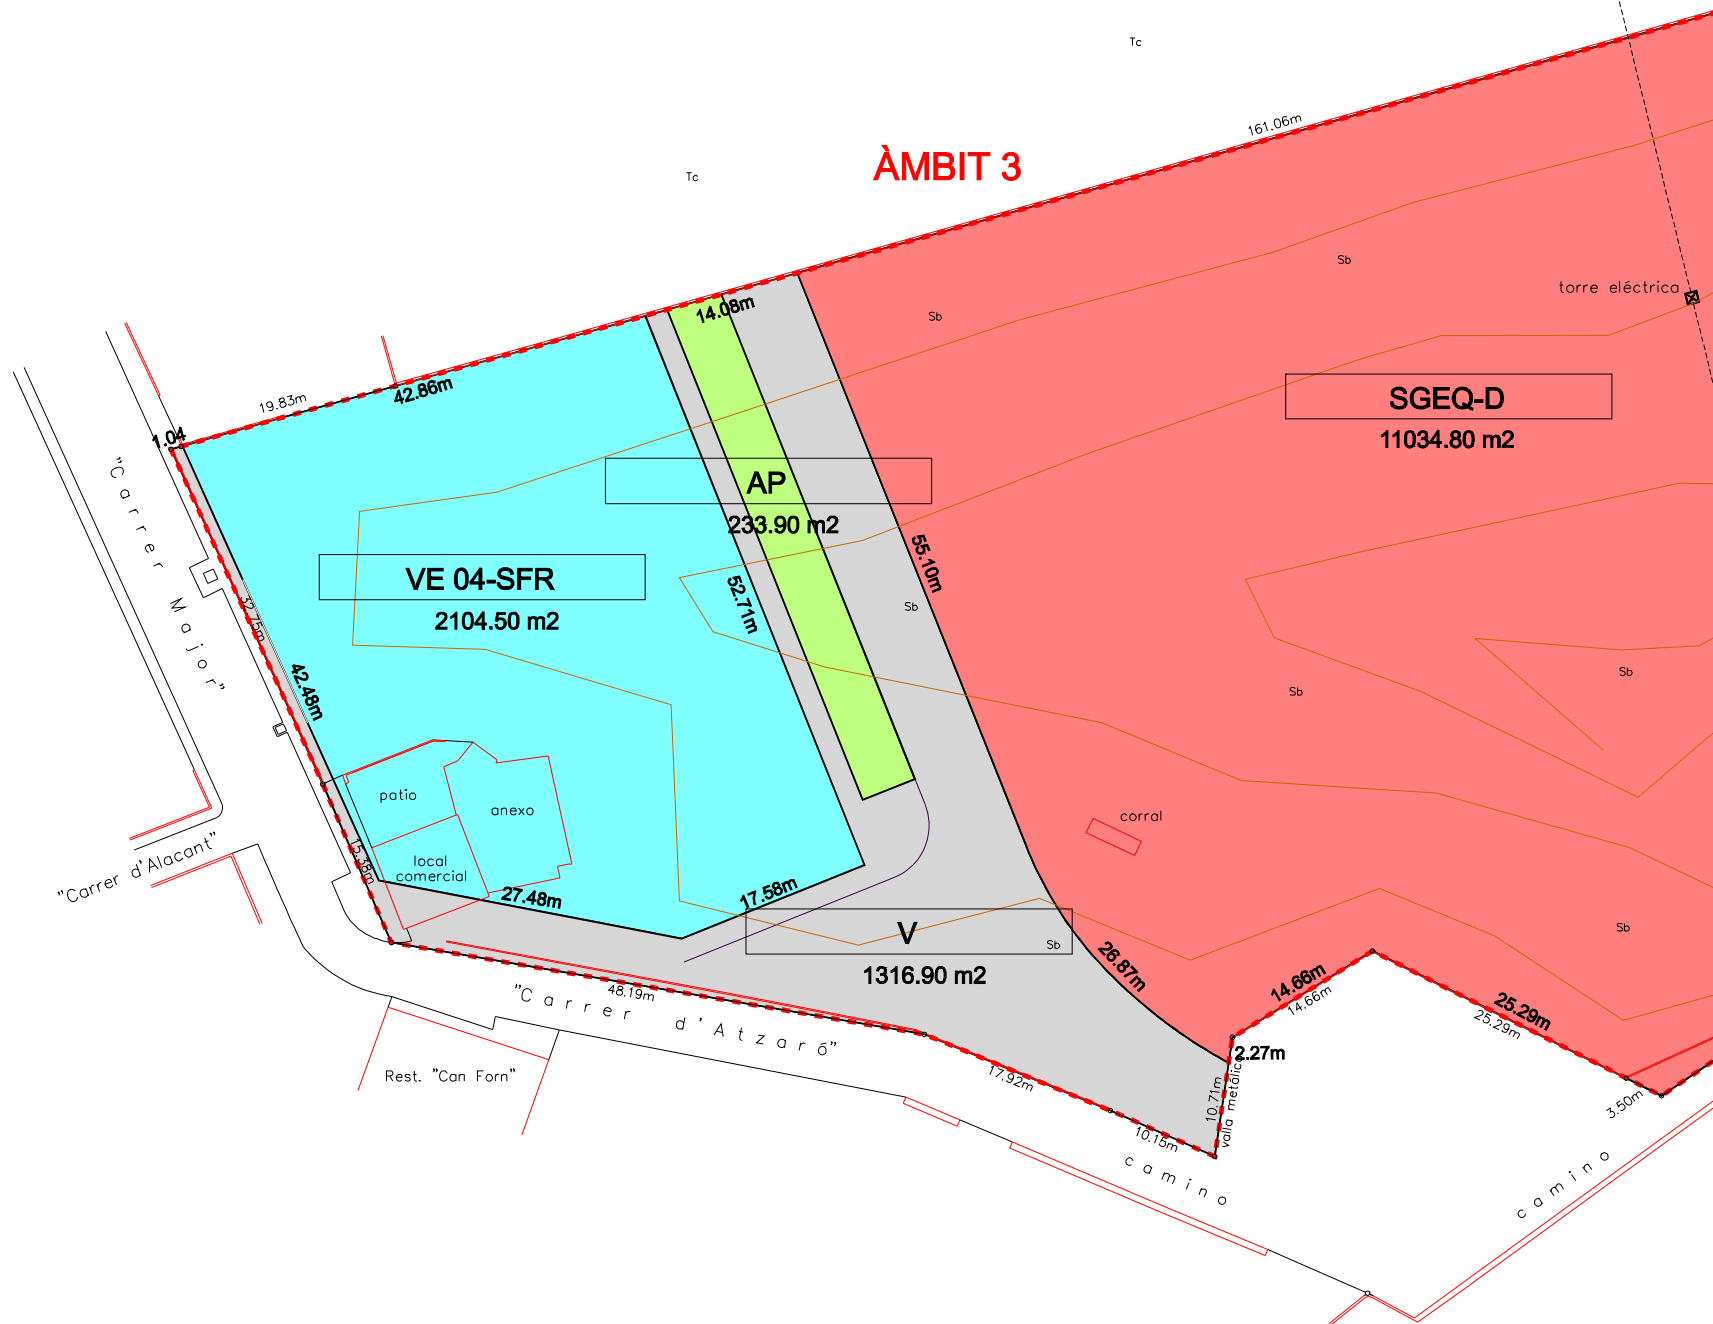 Tc
161.06m
ÀMBIT 3
Tc
Sb
torre eléctrica
Sb
14.08m
42.86m
19.83m
1.04
SGEQ-D
11034.80 m2
"Carrer Major"
AP
233.90 m2
55.10m
VE 04-SFR
2104.50 m2
52.71m
Sb
32.75m
42.48m
Sb
Sb
patio
anexo
corral
local
comercial
"Carrer d'Alacant"
15.38m
27.48m
17.58m
V
1316.90 m2
Sb
Sb
26.87m
14.66m
14.66m
25.29m
25.29m
48.19m
"Carrer d'Atzaró"
2.27m
Rest. "Can Forn"
17.92m
10.71m
valla metálica
3.50m
10.15m
camino
camino